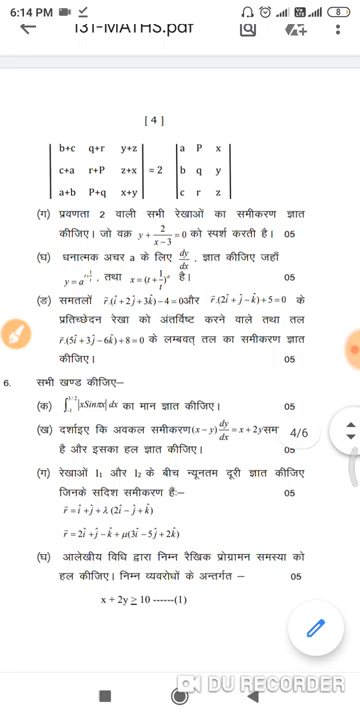 6:14 PM
131-MATHS.pdf
[ 4 ]
b+c q+r y+z a P x
c+a r+P z+x = 2 b q y
a+b P+q x+y c r z
(ग) प्रवणता 2 वाली सभी रेखाओं का समीकरण ज्ञात
कीजिए। जो वक्र y + 2/(x−3) = 0 को स्पर्श करती है। 05
(घ) धनात्मक अचर a के लिए dy/dx, ज्ञात कीजिए जहाँ
y = a^(t+1/t), तथा x = (t + 1/t)^a है। 05
(ड) समतलों r̄.(î+2ĵ+3k̂)−4=0 और r̄.(2î+ĵ−k̂)+5=0 के
प्रतिच्छेदन रेखा को अंतर्विष्ट करने वाले तथा तल
r̄.(5î+3ĵ−6k̂)+8=0 के लम्बवत् तल का समीकरण ज्ञात
कीजिए। 05
6. सभी खण्ड कीजिए–
(क) ∫₋₁^(3/2) |xSinπx| dx का मान ज्ञात कीजिए। 05
(ख) दर्शाइए कि अवकल समीकरण (x−y) dy/dx = x+2y सम
है और इसका हल ज्ञात कीजिए। 05
4/6
(ग) रेखाओं l₁ और l₂ के बीच न्यूनतम दूरी ज्ञात कीजिए
जिनके सदिश समीकरण हैं:– 05
r̄ = î+ĵ+λ(2î−ĵ+k̂)
r̄ = 2î+ĵ−k̂+μ(3î−5ĵ+2k̂)
(घ) आलेखीय विधि द्वारा निम्न रैखिक प्रोग्रामन समस्या को
हल कीजिए। निम्न व्यवरोधों के अन्तर्गत – 05
x + 2y ≥ 10 ------(1)
DU RECORDER